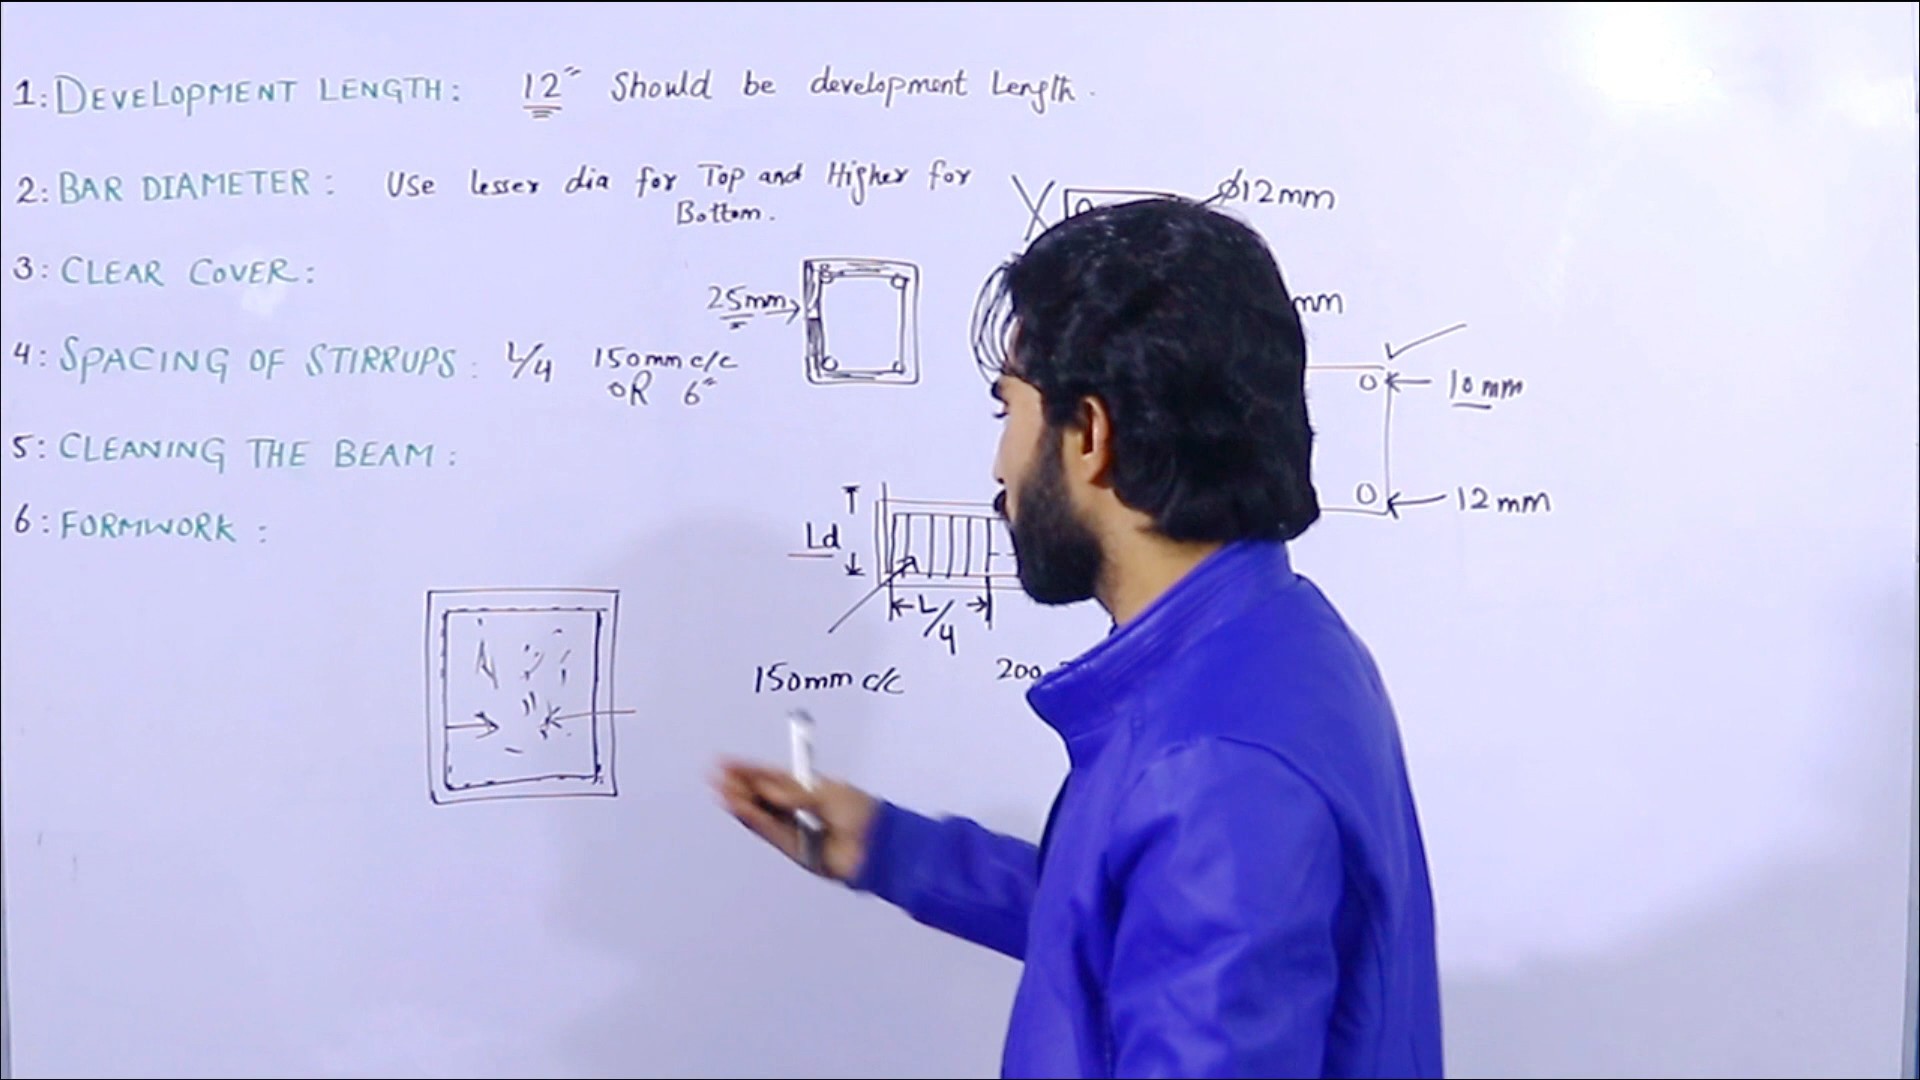 1: DEVELOPMENT LENGTH: 12" Should be development Length.
2: BAR DIAMETER: Use lesser dia for Top and Higher for
Bottom.
Ø12mm
3: CLEAR COVER:
25mm
mm
4: SPACING OF STIRRUPS: L/4 150mm c/c
OR 6"
10mm
5: CLEANING THE BEAM:
12mm
6: FORMWORK:
Ld
L/4
150mm c/c
200